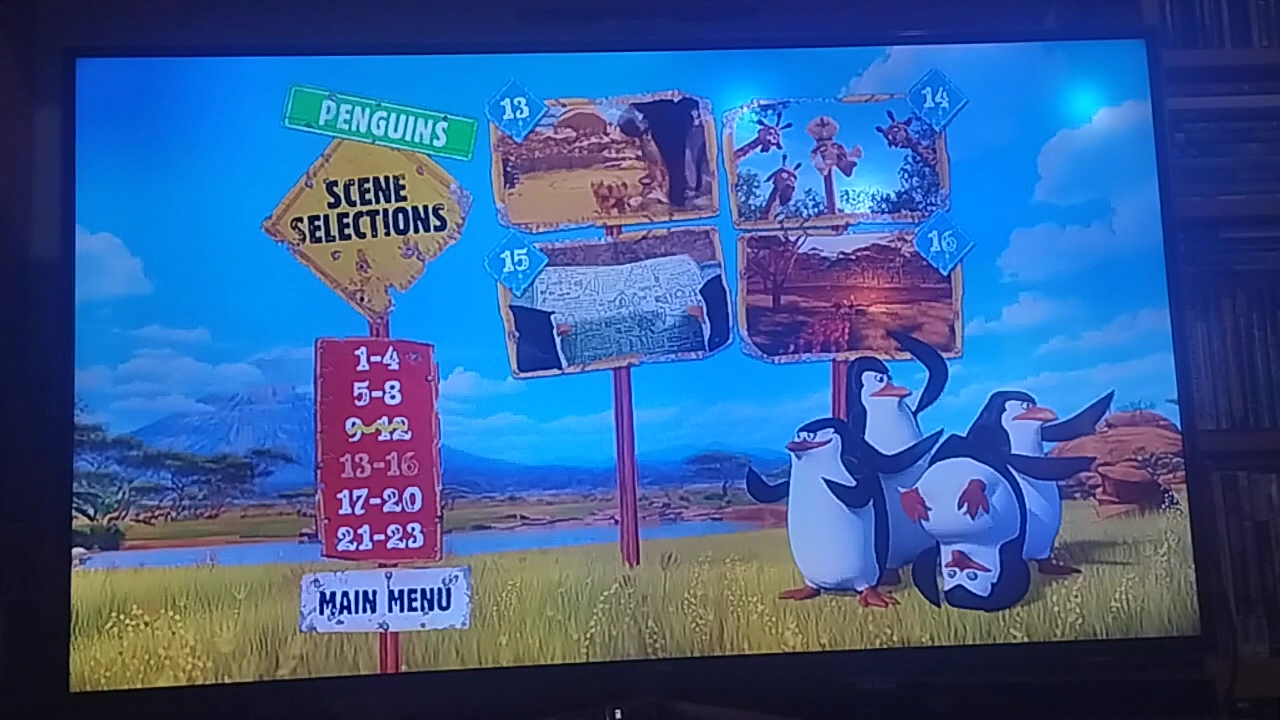 PENGUINS
SCENE
SELECTIONS
1-4
5-8
9-12
13-16
17-20
21-23
MAIN MENU
13
14
15
16